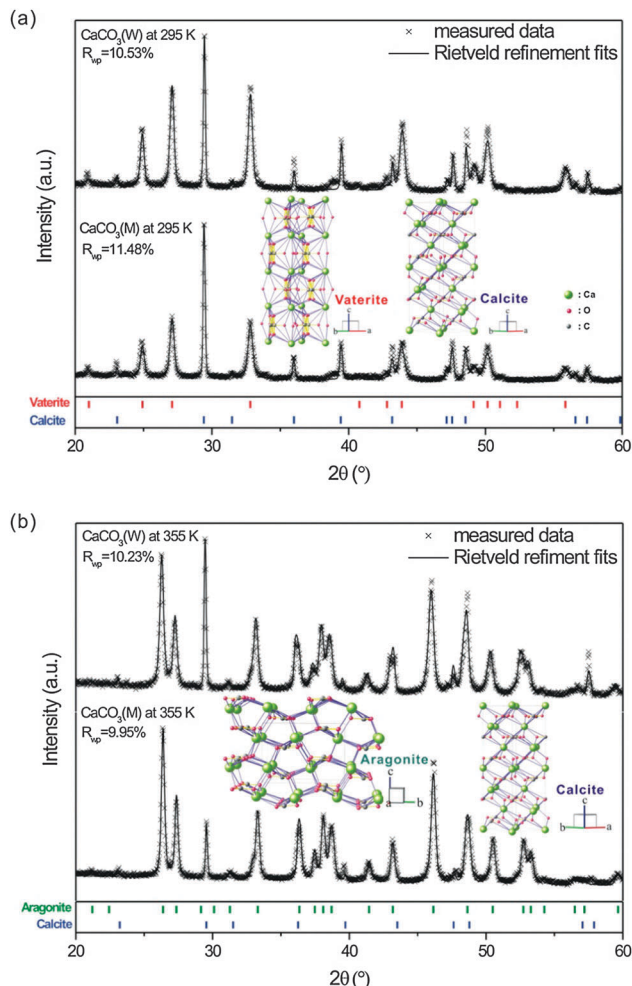 (a)
CaCO3(W) at 295 K
Rwp=10.53%
× measured data
Rietveld refinement fits
CaCO3(M) at 295 K
Rwp=11.48%
Vaterite
Calcite
: Ca
: O
: C
c
b
a
c
b
a
Intensity (a.u.)
Vaterite
Calcite
20 30 40 50 60
2θ (°)
(b)
CaCO3(W) at 355 K
Rwp=10.23%
× measured data
Rietveld refiment fits
CaCO3(M) at 355 K
Rwp=9.95%
Aragonite
c
a
b
Calcite
c
b
a
Intensity (a.u.)
Aragonite
Calcite
20 30 40 50 60
2θ (°)